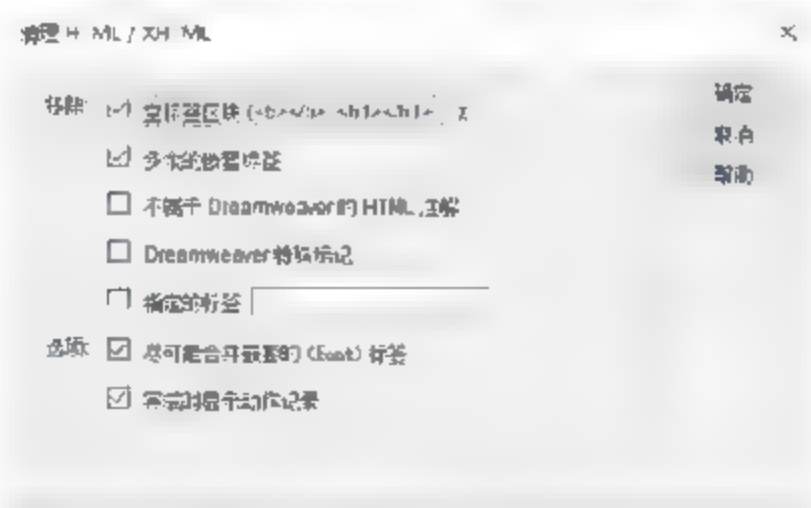 清理 HTML / XHTML
移除: 空标签区块 (<b></b>, <h1></h1>, …)
确定
多余的嵌套标签
取消
不属于 Dreamweaver 的 HTML 注解
帮助
Dreamweaver 特殊标记
指定的标签
选项: 尽可能合并嵌套的 <font> 标签
完成时显示动作记录